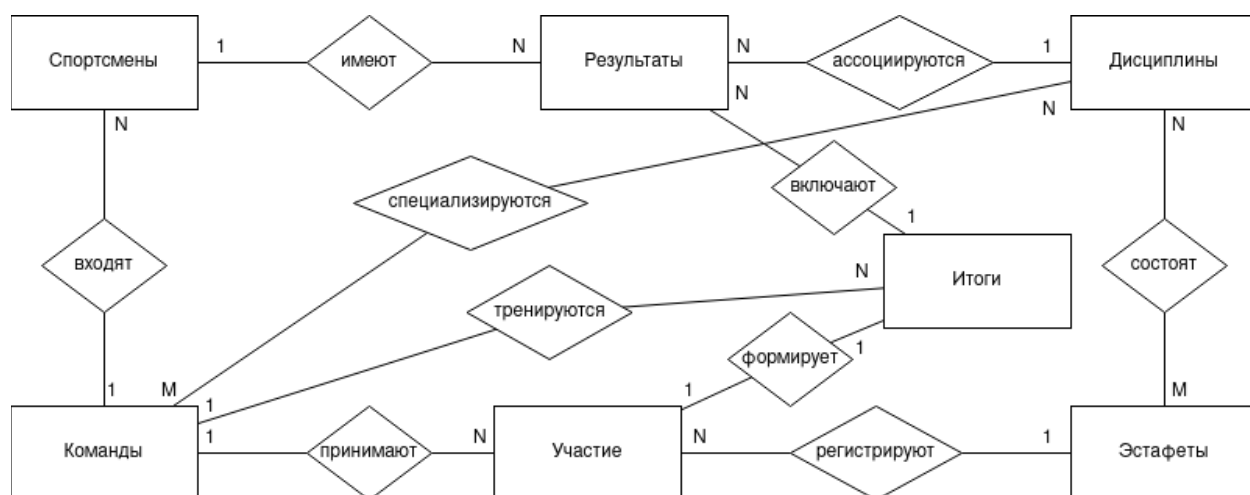 Спортсмены
1
имеют
N
Результаты
N
ассоциируются
1
Дисциплины
N
N
N
N
специализируются
включают
1
входят
N
Итоги
состоят
тренируются
формирует
1
1
M
1
1
M
Команды
1
принимают
N
Участие
N
регистрируют
1
Эстафеты